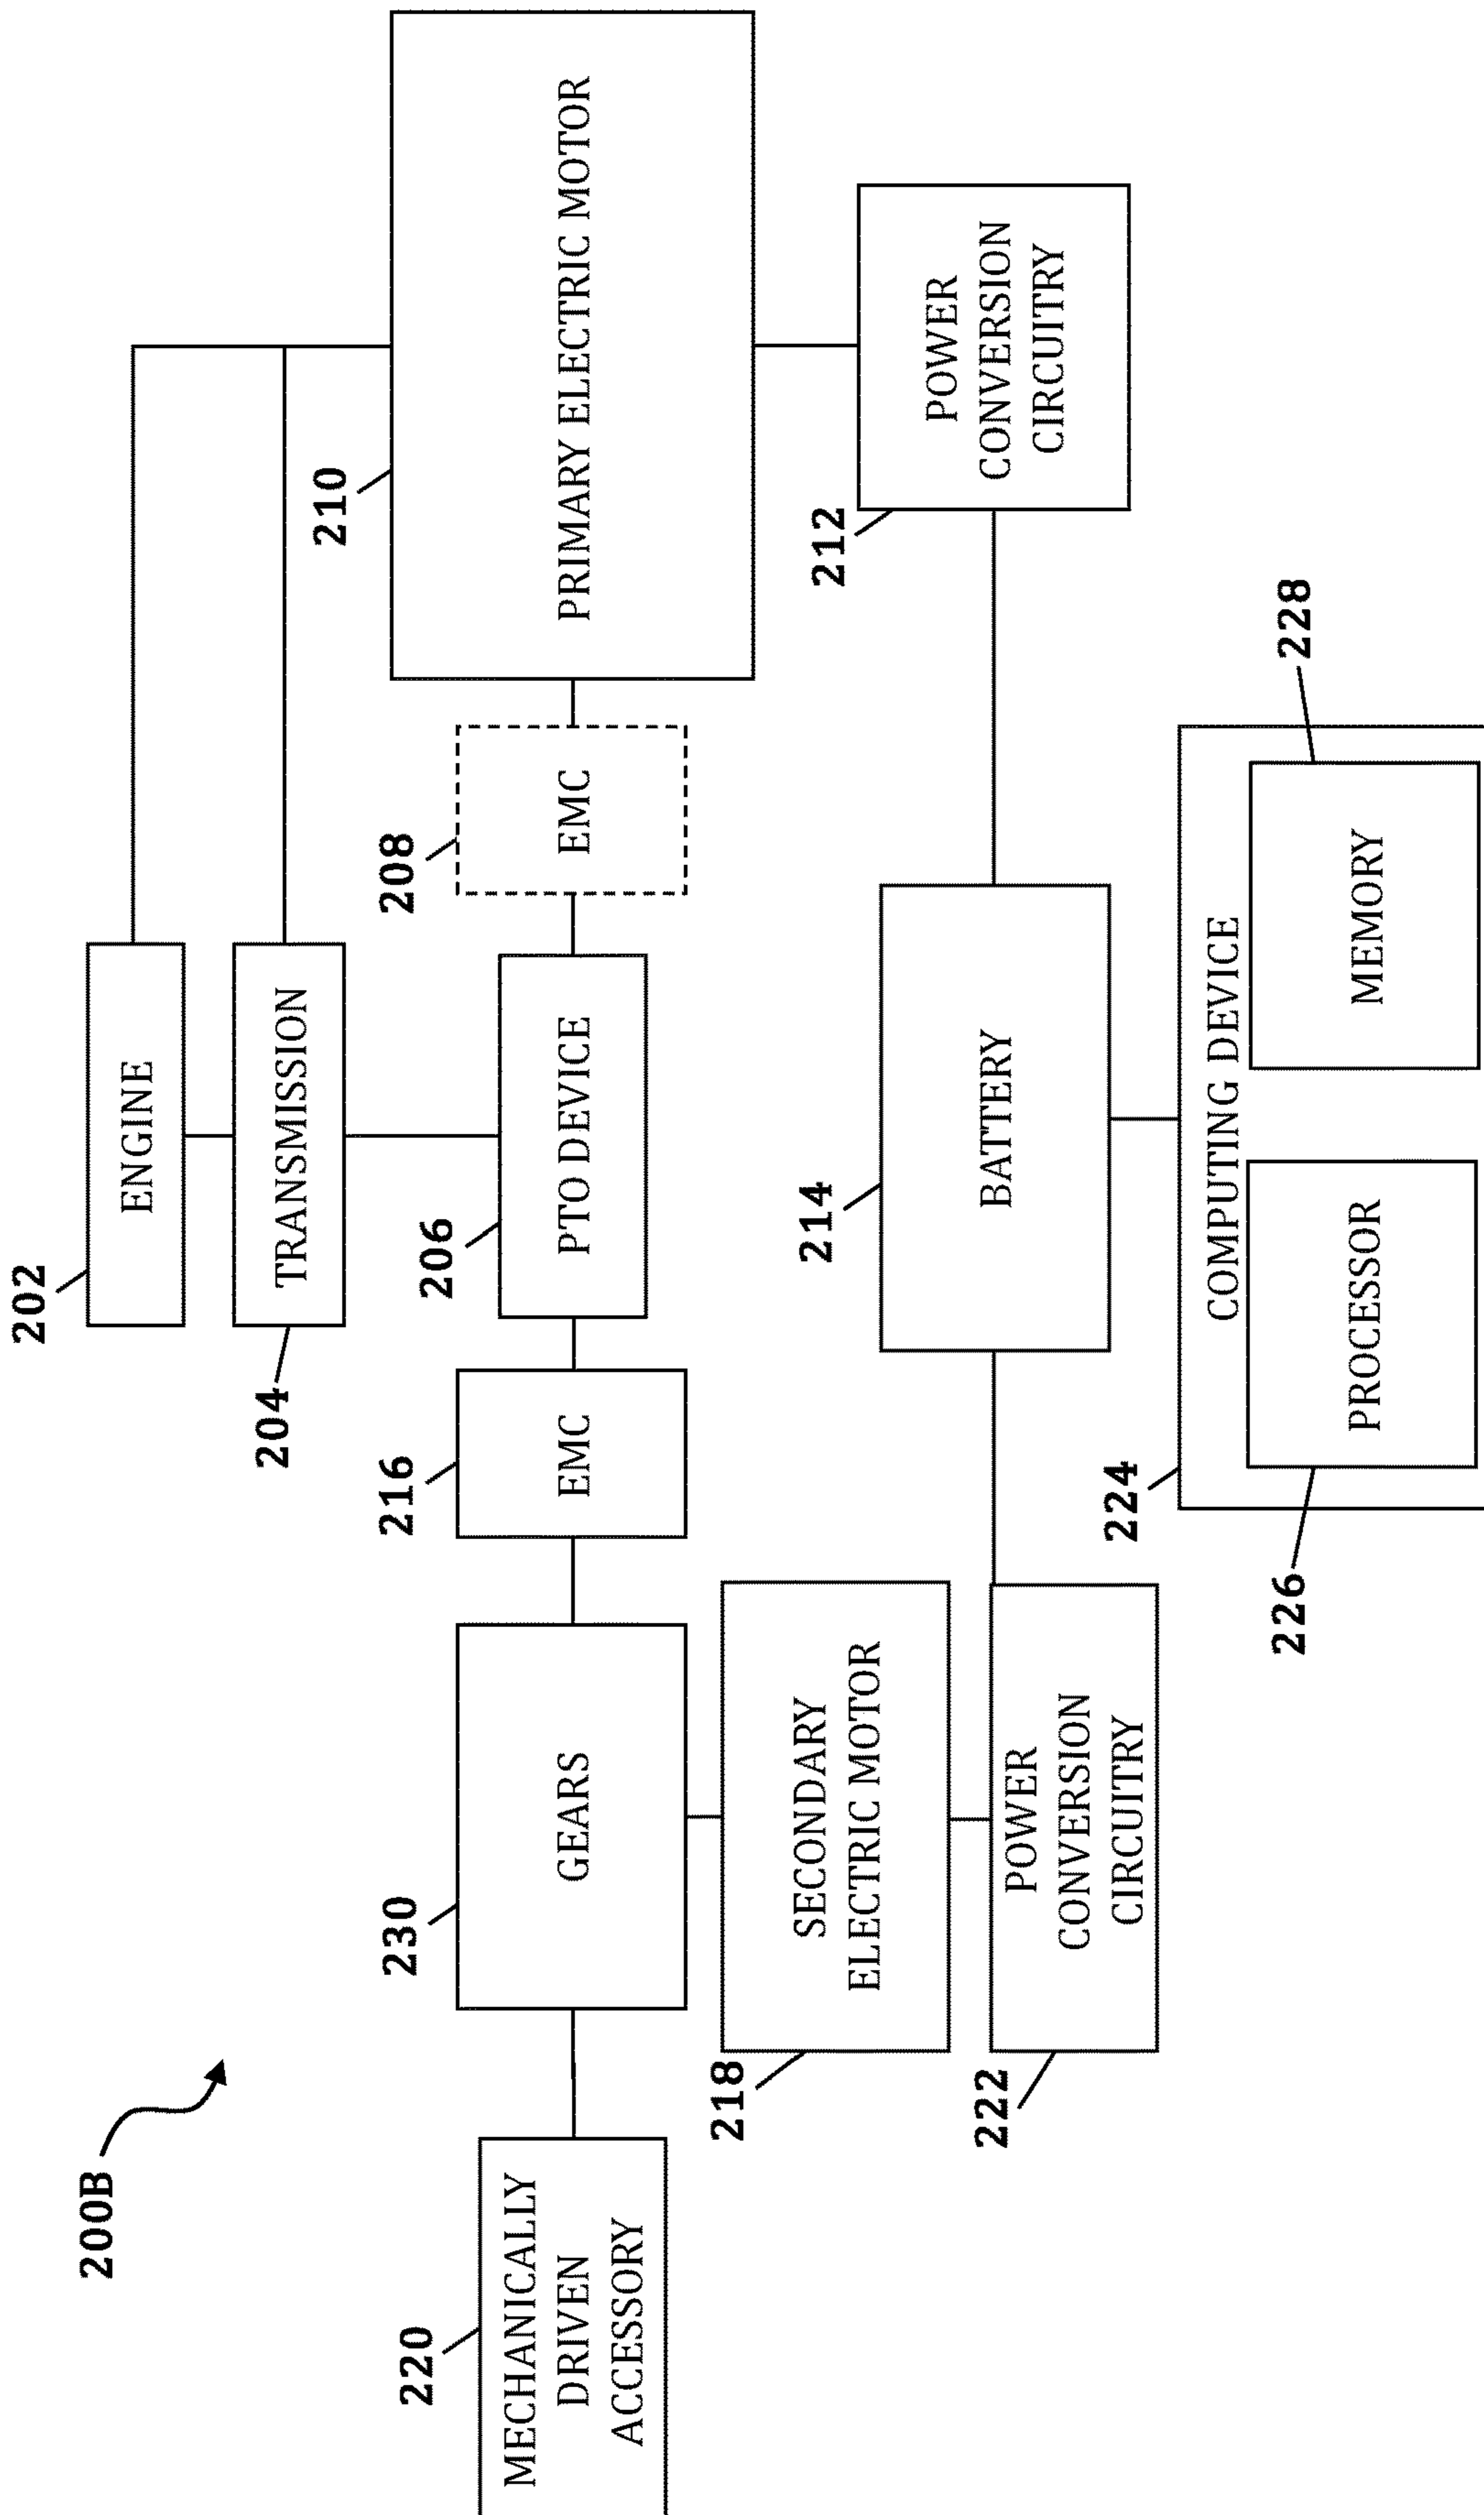 200B
202
ENGINE
204
TRANSMISSION
206
PTO DEVICE
208
EMC
210
PRIMARY ELECTRIC MOTOR
216
EMC
230
GEARS
220
MECHANICALLY
DRIVEN
ACCESSORY
218
SECONDARY
ELECTRIC MOTOR
222
POWER
CONVERSION
CIRCUITRY
214
BATTERY
212
POWER
CONVERSION
CIRCUITRY
224
COMPUTING DEVICE
226
PROCESSOR
228
MEMORY